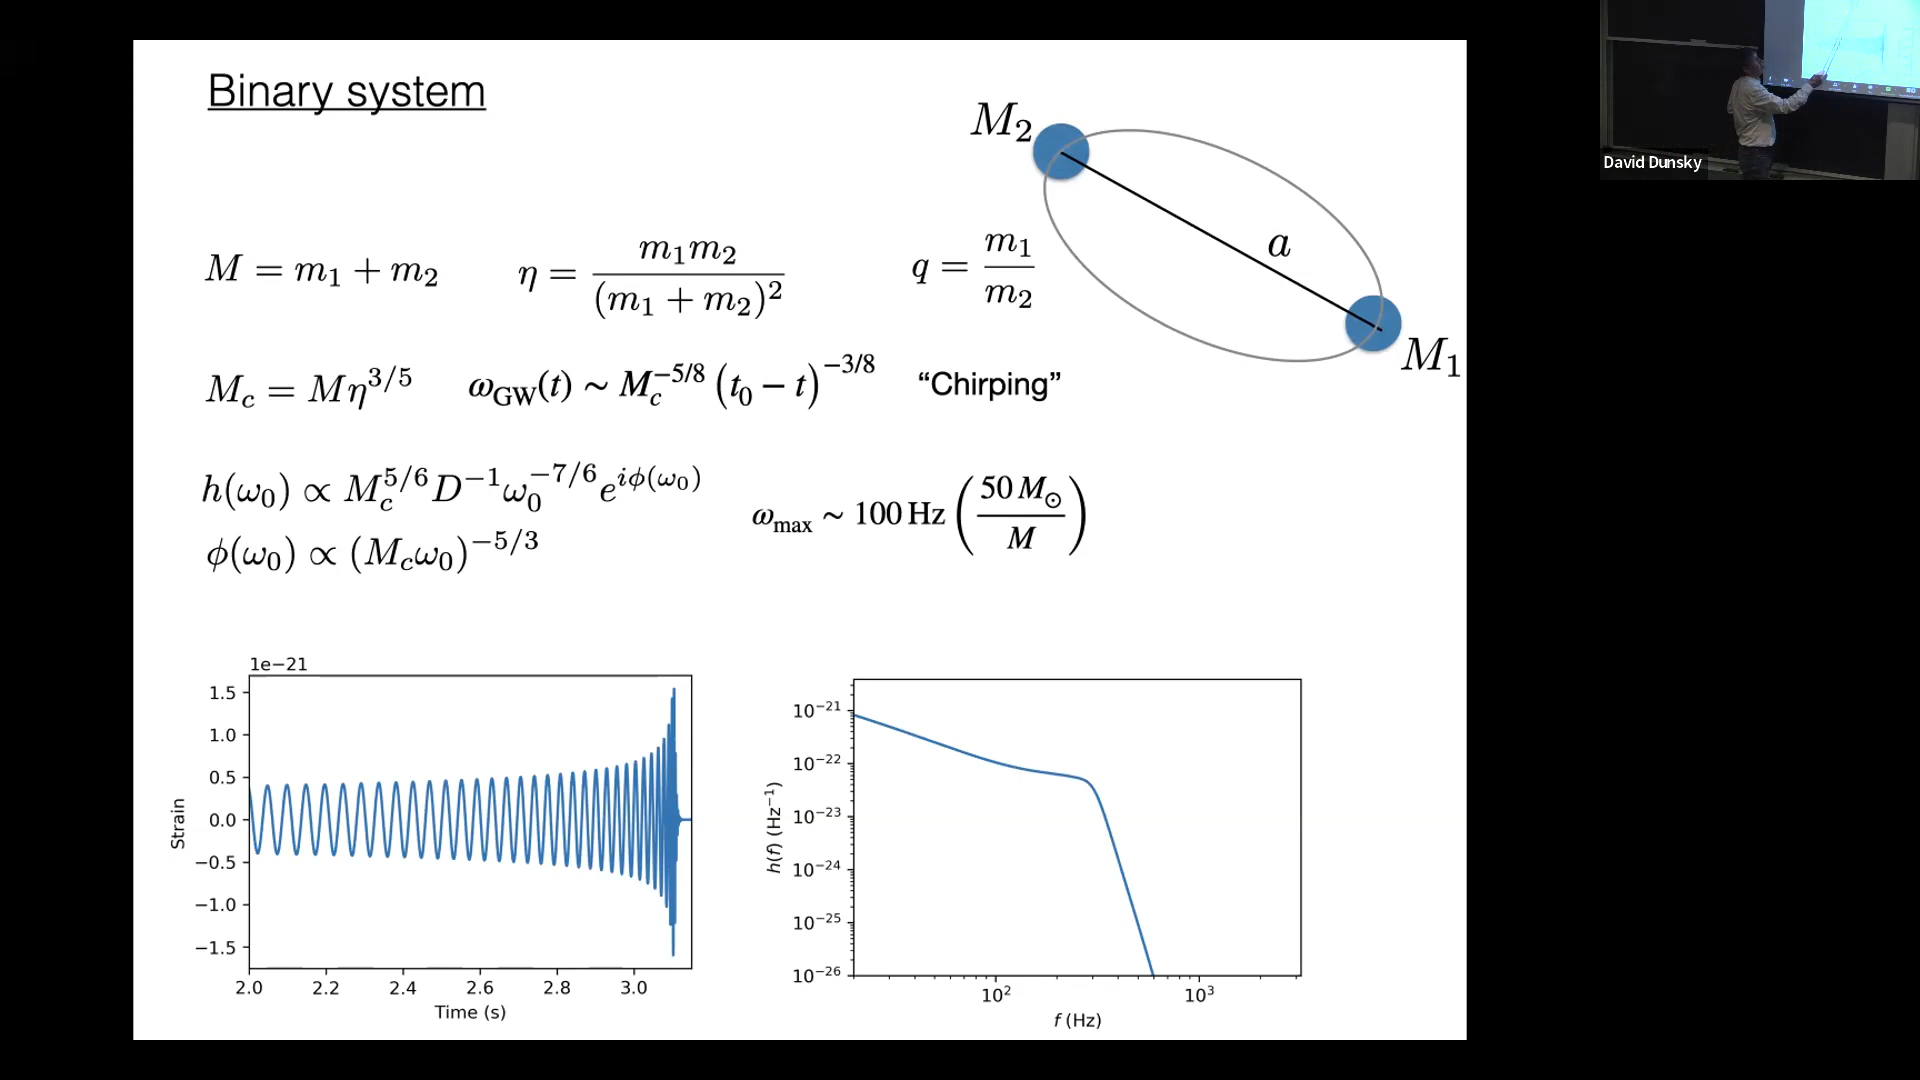 Binary system
M₂
a
M₁
M = m₁ + m₂   η = m₁m₂ / (m₁ + m₂)²   q = m₁ / m₂
M_c = Mη^{3/5}   ω_GW(t) ∼ M_c^{−5/8} (t₀ − t)^{−3/8}   “Chirping”
h(ω₀) ∝ M_c^{5/6} D^{−1} ω₀^{−7/6} e^{iϕ(ω₀)}
ω_max ∼ 100 Hz (50 M_⊙ / M)
ϕ(ω₀) ∝ (M_c ω₀)^{−5/3}
1e−21
1.5
1.0
0.5
0.0
−0.5
−1.0
−1.5
Strain
2.0 2.2 2.4 2.6 2.8 3.0
Time (s)
10^{−21}
10^{−22}
10^{−23}
10^{−24}
10^{−25}
10^{−26}
h(f) (Hz^{−1})
10² 10³
f (Hz)
David Dunsky